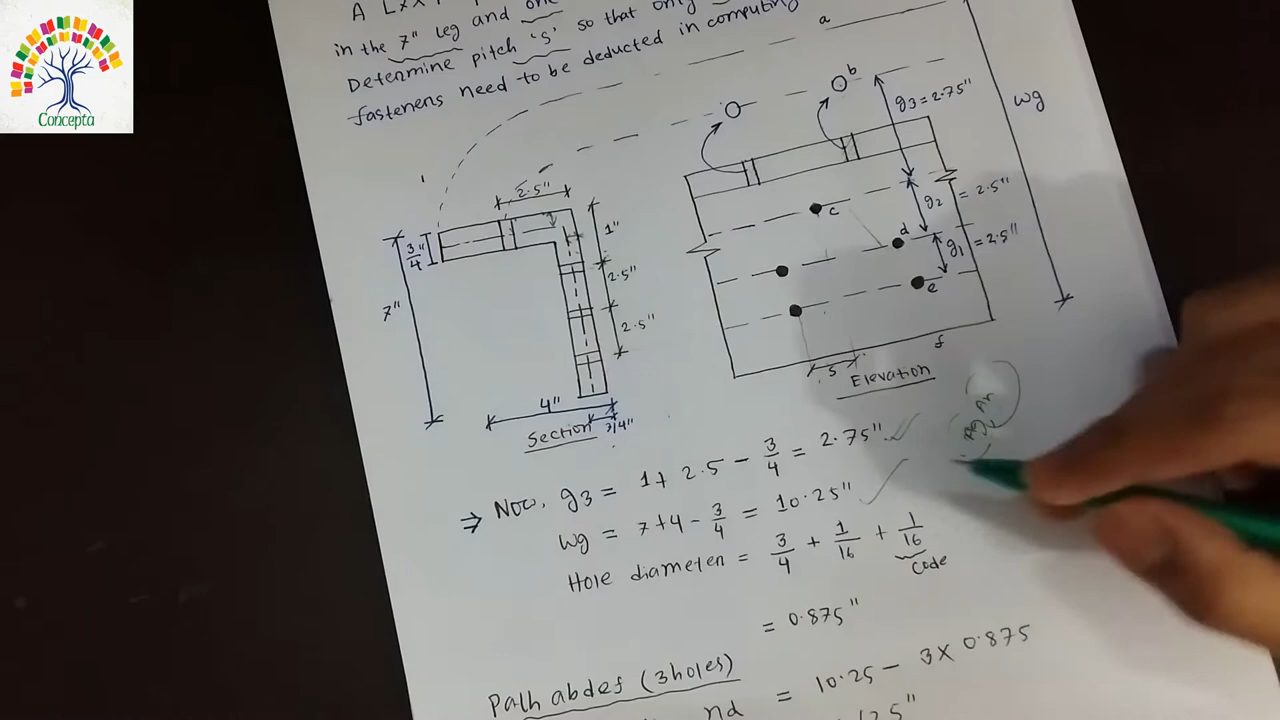 Concepta
in the 7" leg and one
Determine pitch 's' so that only
fasteners need to be deducted in computing
a
b
g3 = 2.75"
wg
c
g2 = 2.5"
d
g1 = 2.5"
e
f
s
Elevation
2.5"
3/4"
1"
7"
2.5"
2.5"
4"
3/4"
Section
Ag, An
⇒ Now, g3 = 1 + 2.5 - 3/4 = 2.75"
wg = 7+4 - 3/4 = 10.25"
Hole diameter = 3/4 + 1/16 + 1/16
Code
= 0.875"
Path abdef (3 holes)
nd = 10.25 - 3 X 0.875